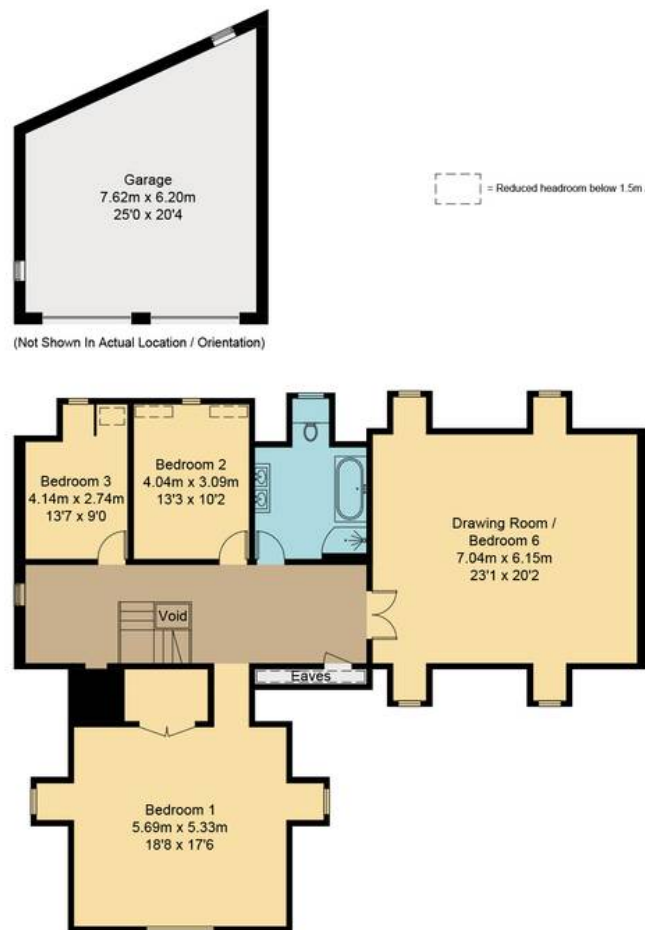 Garage
7.62m x 6.20m
25'0 x 20'4
= Reduced headroom below 1.5m
(Not Shown In Actual Location / Orientation)
Bedroom 3
4.14m x 2.74m
13'7 x 9'0
Bedroom 2
4.04m x 3.09m
13'3 x 10'2
Drawing Room /
Bedroom 6
7.04m x 6.15m
23'1 x 20'2
Void
Eaves
Bedroom 1
5.69m x 5.33m
18'8 x 17'6